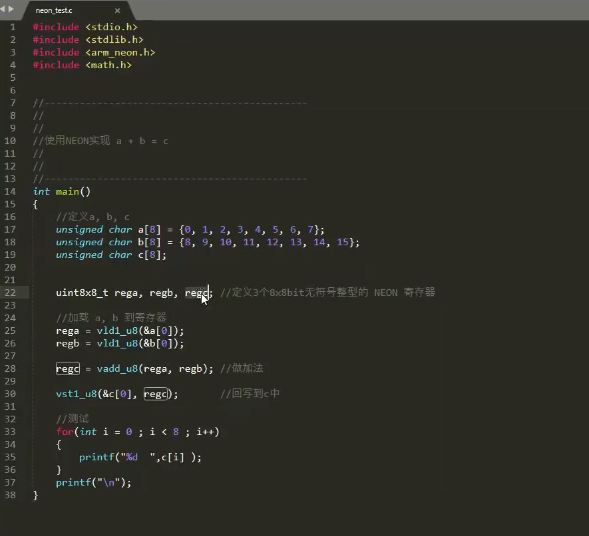 neon_test.c ×
1 #include <stdio.h>
2 #include <stdlib.h>
3 #include <arm_neon.h>
4 #include <math.h>
5
6
7 //---------------------------------------------
8 //
9 //
10 //使用NEON实现 a + b = c
11 //
12 //
13 //---------------------------------------------
14 int main()
15 {
16 //定义a, b, c
17 unsigned char a[8] = {0, 1, 2, 3, 4, 5, 6, 7};
18 unsigned char b[8] = {8, 9, 10, 11, 12, 13, 14, 15};
19 unsigned char c[8];
20
21
22 uint8x8_t rega, regb, regc; //定义3个8x8bit无符号整型的 NEON 寄存器
23
24 //加载 a, b 到寄存器
25 rega = vld1_u8(&a[0]);
26 regb = vld1_u8(&b[0]);
27
28 regc = vadd_u8(rega, regb); //做加法
29
30 vst1_u8(&c[0], regc); //回写到c中
31
32 //测试
33 for(int i = 0 ; i < 8 ; i++)
34 {
35 printf("%d  ",c[i] );
36 }
37 printf("\n");
38 }